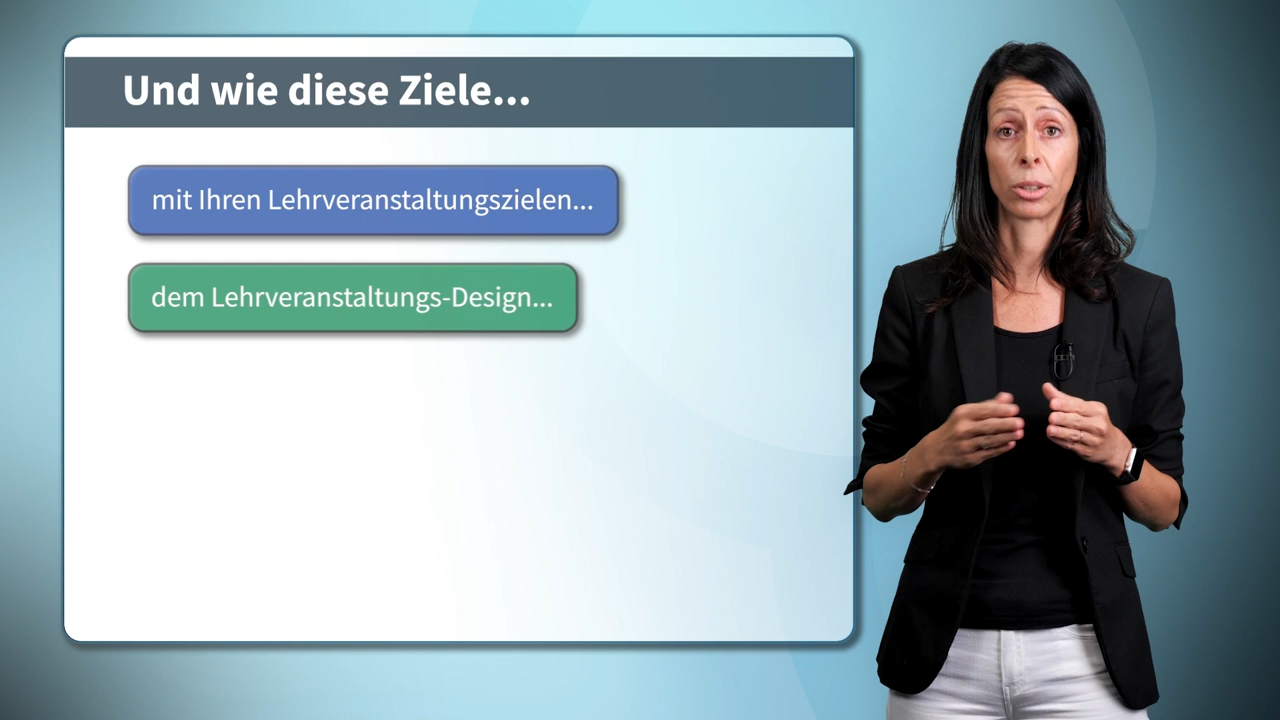 Und wie diese Ziele...
mit Ihren Lehrveranstaltungszielen...
dem Lehrveranstaltungs-Design...